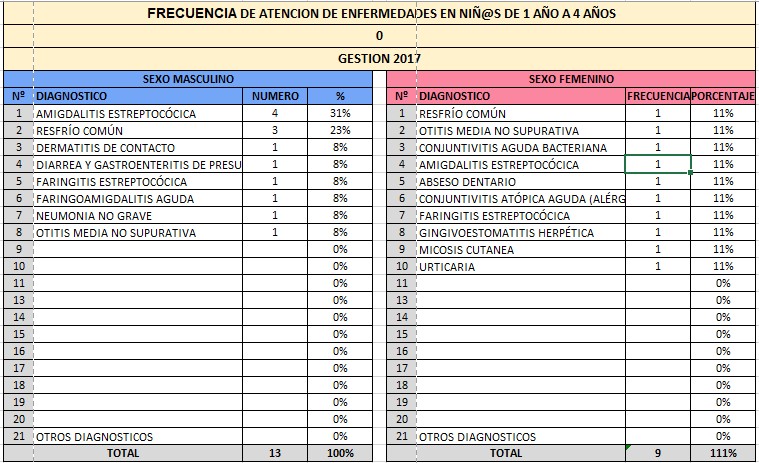 FRECUENCIA DE ATENCION DE ENFERMEDADES EN NIÑ@S DE 1 AÑO A 4 AÑOS
0
GESTION 2017
SEXO MASCULINO SEXO FEMENINO
Nº DIAGNOSTICO NUMERO % Nº DIAGNOSTICO FRECUENCIA PORCENTAJE
1 AMIGDALITIS ESTREPTOCÓCICA 4 31% 1 RESFRÍO COMÚN 1 11%
2 RESFRÍO COMÚN 3 23% 2 OTITIS MEDIA NO SUPURATIVA 1 11%
3 DERMATITIS DE CONTACTO 1 8% 3 CONJUNTIVITIS AGUDA BACTERIANA 1 11%
4 DIARREA Y GASTROENTERITIS DE PRESU 1 8% 4 AMIGDALITIS ESTREPTOCÓCICA 1 11%
5 FARINGITIS ESTREPTOCÓCICA 1 8% 5 ABSESO DENTARIO 1 11%
6 FARINGOAMIGDALITIS AGUDA 1 8% 6 CONJUNTIVITIS ATÓPICA AGUDA (ALÉRG 1 11%
7 NEUMONIA NO GRAVE 1 8% 7 FARINGITIS ESTREPTOCÓCICA 1 11%
8 OTITIS MEDIA NO SUPURATIVA 1 8% 8 GINGIVOESTOMATITIS HERPÉTICA 1 11%
9 0% 9 MICOSIS CUTANEA 1 11%
10 0% 10 URTICARIA 1 11%
11 0% 11 0%
13 0% 13 0%
14 0% 14 0%
15 0% 15 0%
16 0% 16 0%
17 0% 17 0%
18 0% 18 0%
19 0% 19 0%
20 0% 20 0%
21 OTROS DIAGNOSTICOS 0% 21 OTROS DIAGNOSTICOS 0%
TOTAL 13 100% TOTAL 9 111%